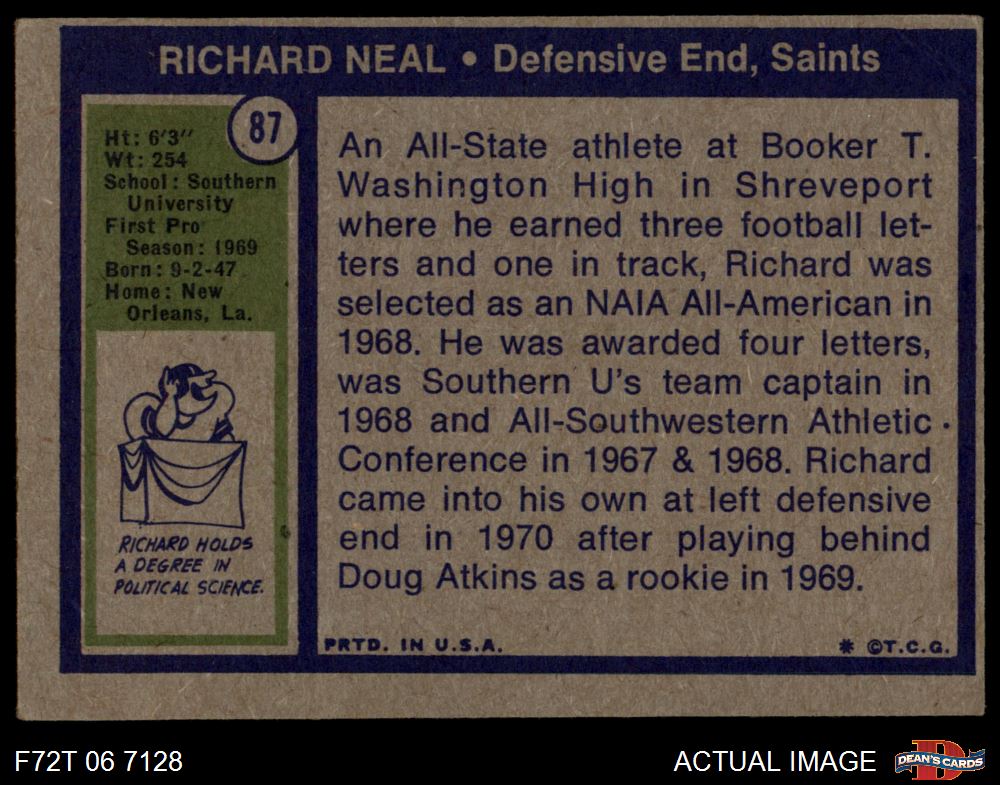 RICHARD NEAL • Defensive End, Saints
87
Ht: 6'3"
Wt: 254
School: Southern
University
First Pro
Season: 1969
Born: 9-2-47
Home: New
Orleans, La.
RICHARD HOLDS
A DEGREE IN
POLITICAL SCIENCE.
An All-State athlete at Booker T.
Washington High in Shreveport
where he earned three football let-
ters and one in track, Richard was
selected as an NAIA All-American in
1968. He was awarded four letters,
was Southern U's team captain in
1968 and All-Southwestern Athletic
Conference in 1967 & 1968. Richard
came into his own at left defensive
end in 1970 after playing behind
Doug Atkins as a rookie in 1969.
PRTD. IN U.S.A.
* ©T.C.G.
F72T 06 7128
ACTUAL IMAGE
D
DEAN'S CARDS